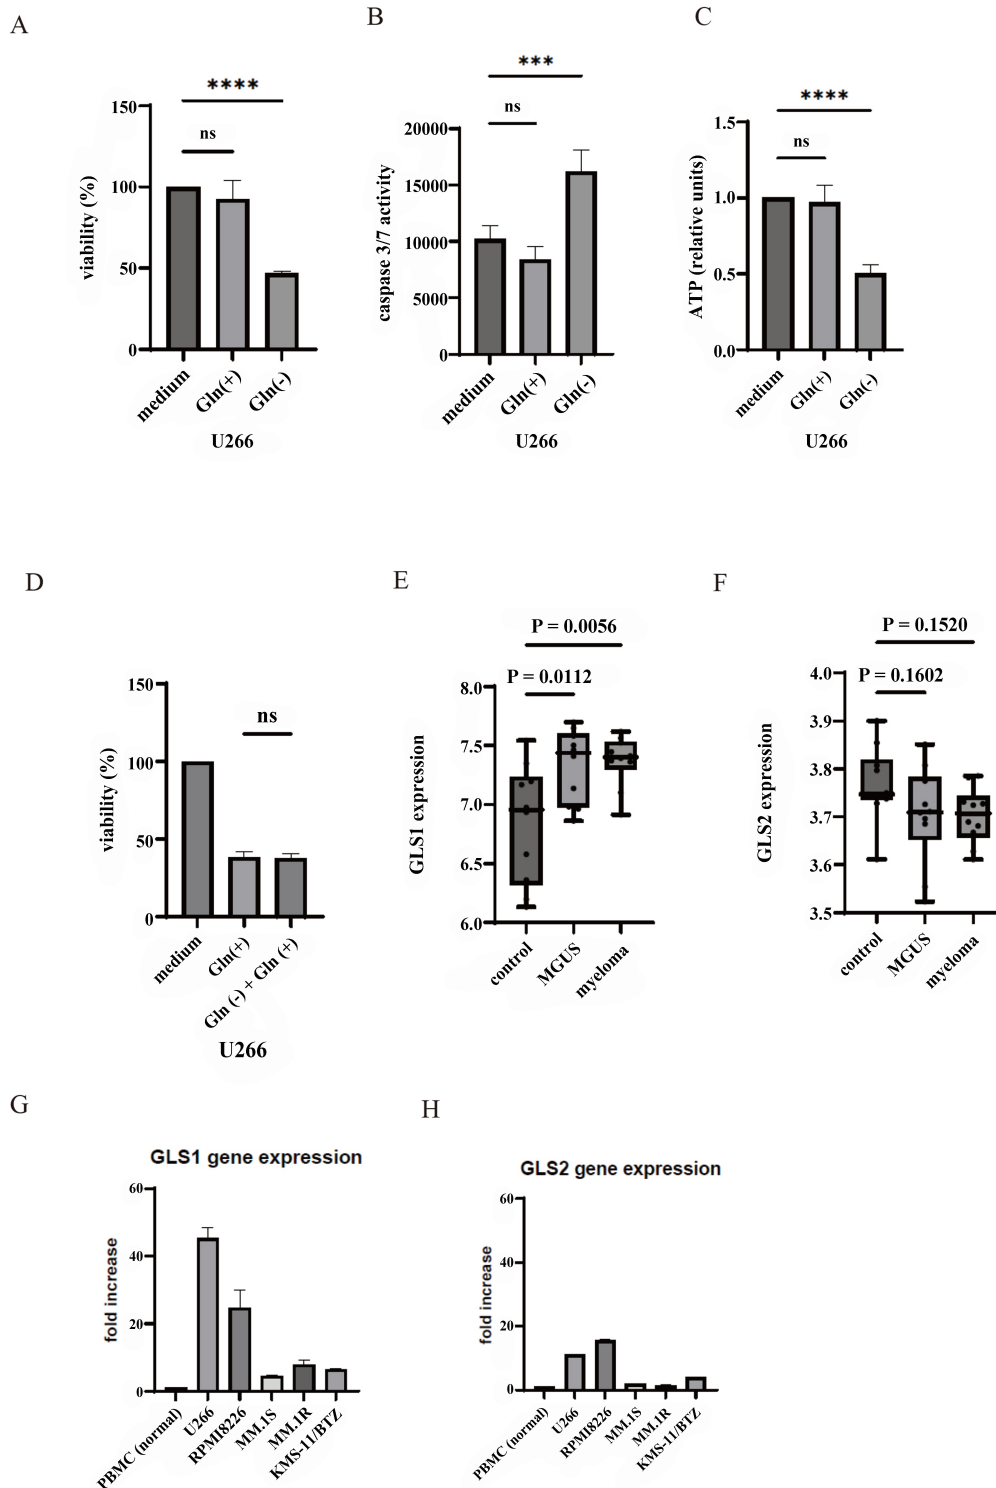 A
B
C
****
150
ns
100
50
0
viability (%)
medium
Gln(+)
Gln(-)
U266
***
ns
20000
15000
10000
5000
0
caspase 3/7 activity
medium
Gln(+)
Gln(-)
U266
****
1.5
ns
1.0
0.5
0.0
ATP (relative units)
medium
Gln(+)
Gln(-)
U266
D
E
F
150
ns
100
50
0
viability (%)
medium
Gln(+)
Gln (-) + Gln (+)
U266
P = 0.0056
P = 0.0112
8.0
7.5
7.0
6.5
6.0
GLS1 expression
control
MGUS
myeloma
P = 0.1520
P = 0.1602
4.0
3.9
3.8
3.7
3.6
3.5
GLS2 expression
control
MGUS
myeloma
G
H
GLS1 gene expression
60
40
20
0
fold increase
PBMC (normal)
U266
RPMI8226
MM.1S
MM.1R
KMS-11/BTZ
GLS2 gene expression
60
40
20
0
fold increase
PBMC (normal)
U266
RPMI8226
MM.1S
MM.1R
KMS-11/BTZ